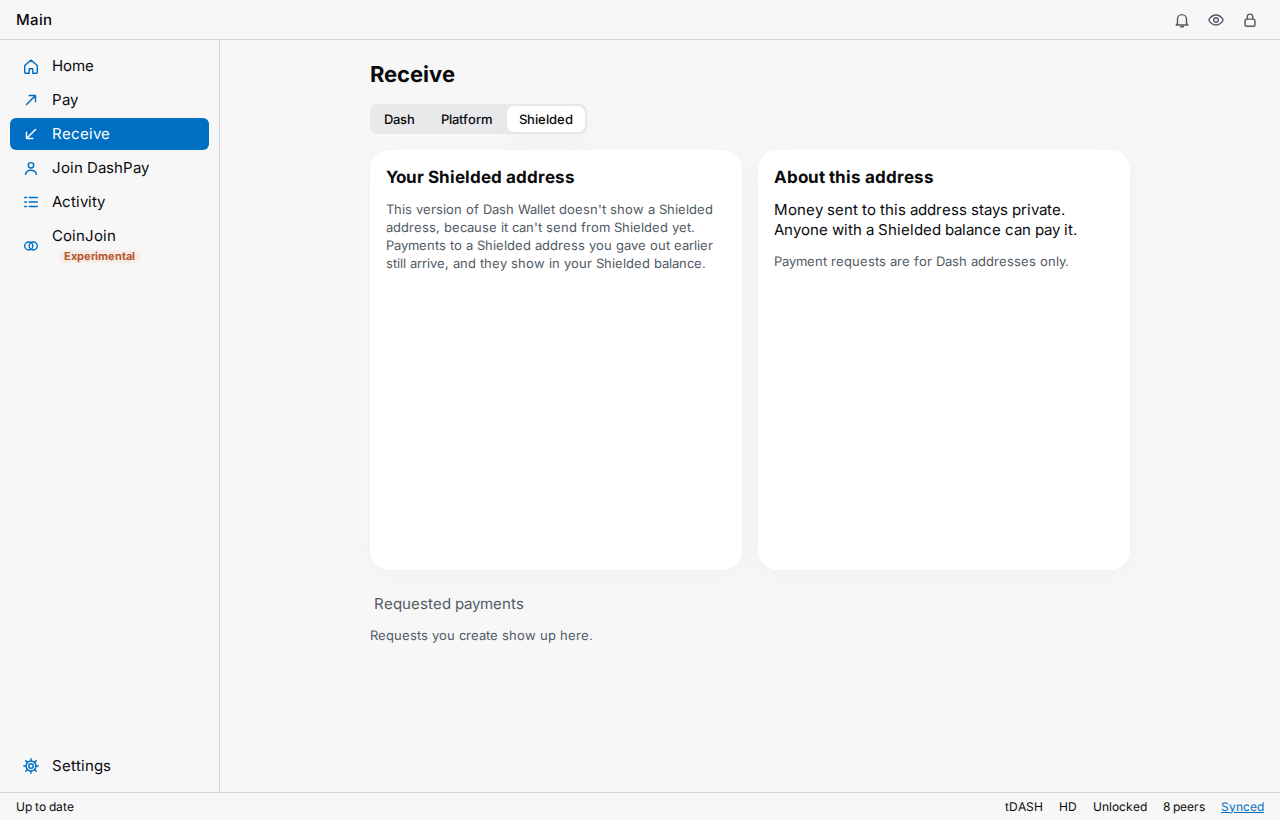 Main
Home
Pay
Receive
Join DashPay
Activity
CoinJoin
Experimental
Settings
Receive
Dash
Platform
Shielded
Your Shielded address
This version of Dash Wallet doesn't show a Shielded
address, because it can't send from Shielded yet.
Payments to a Shielded address you gave out earlier
still arrive, and they show in your Shielded balance.
About this address
Money sent to this address stays private.
Anyone with a Shielded balance can pay it.
Payment requests are for Dash addresses only.
Requested payments
Requests you create show up here.
Up to date
tDASH
HD
Unlocked
8 peers
Synced